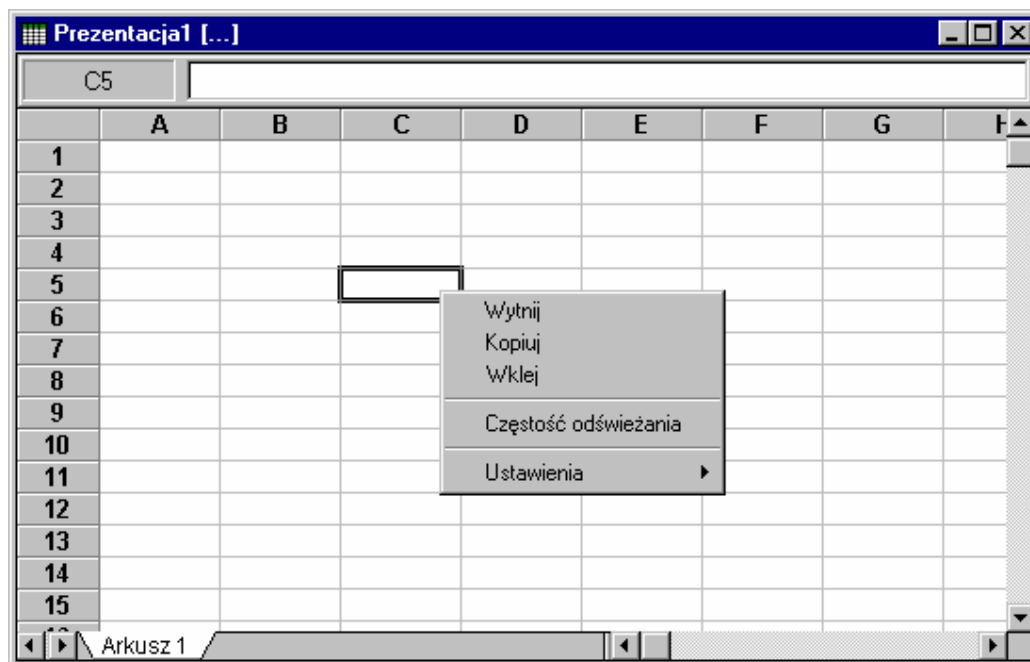 Prezentacja1 [...]
C5
A B C D E F G H
1
2
3
4
5
6
7
8
9
10
11
12
13
14
15
Wytnij
Kopiuj
Wklej
Częstość odświeżania
Ustawienia
Arkusz 1